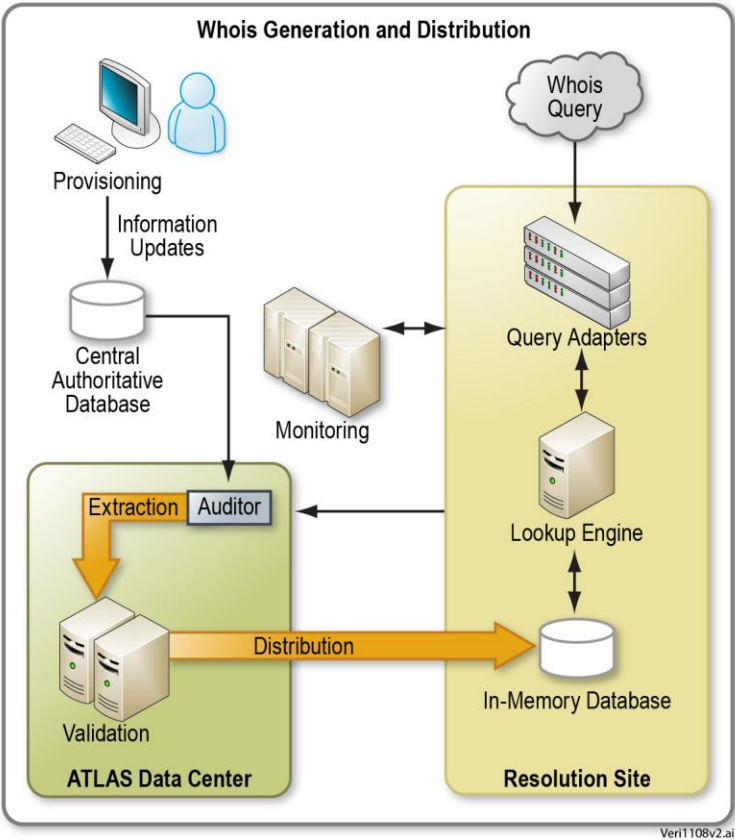 Whois Generation and Distribution
Whois
Query
Provisioning
Information
Updates
Central
Authoritative
Database
Monitoring
Query Adapters
Extraction
Auditor
Lookup Engine
Distribution
In-Memory Database
Validation
ATLAS Data Center
Resolution Site
Veri1108v2.ai